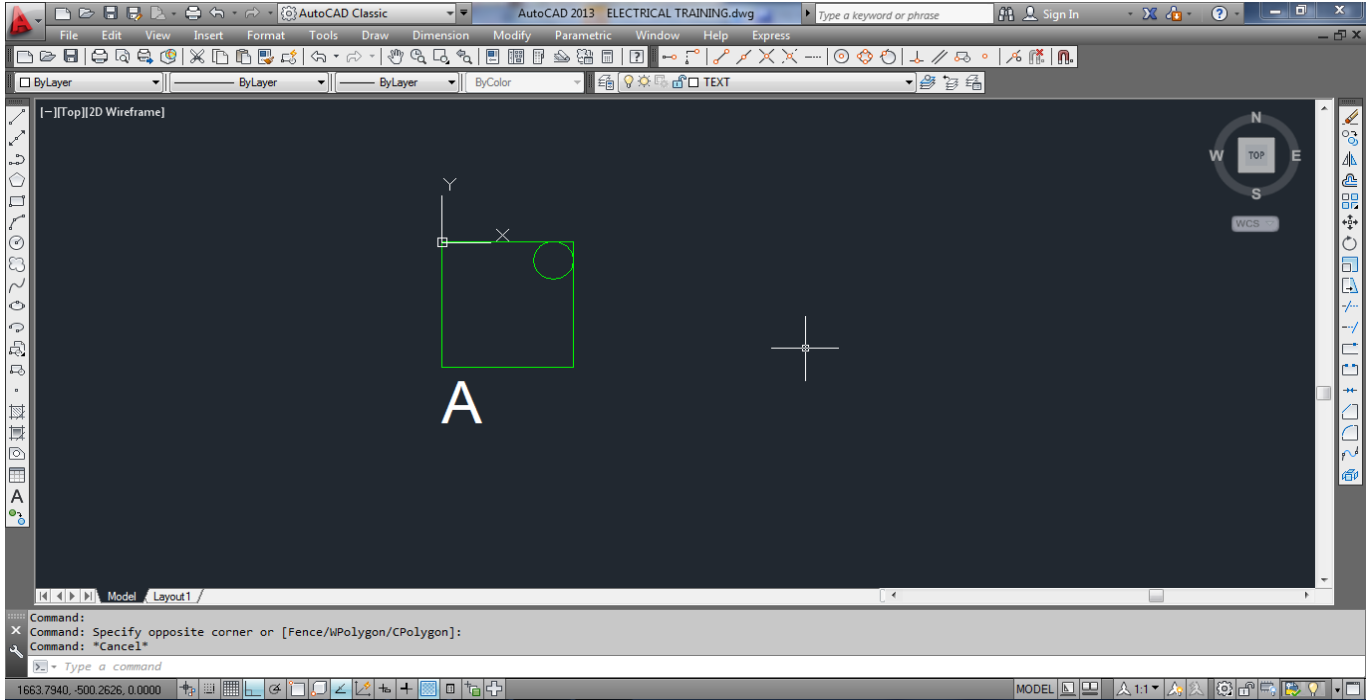 AutoCAD Classic
AutoCAD 2013 ELECTRICAL TRAINING.dwg
Type a keyword or phrase
Sign In
File Edit View Insert Format Tools Draw Dimension Modify Parametric Window Help Express
ByLayer ByLayer ByLayer ByColor TEXT
[−][Top][2D Wireframe]
N
W TOP E
S
WCS
Y
X
A
A
Model Layout1
Command:
Command: Specify opposite corner or [Fence/WPolygon/CPolygon]:
Command: *Cancel*
Type a command
1663.7940, -500.2626, 0.0000 MODEL 1:1